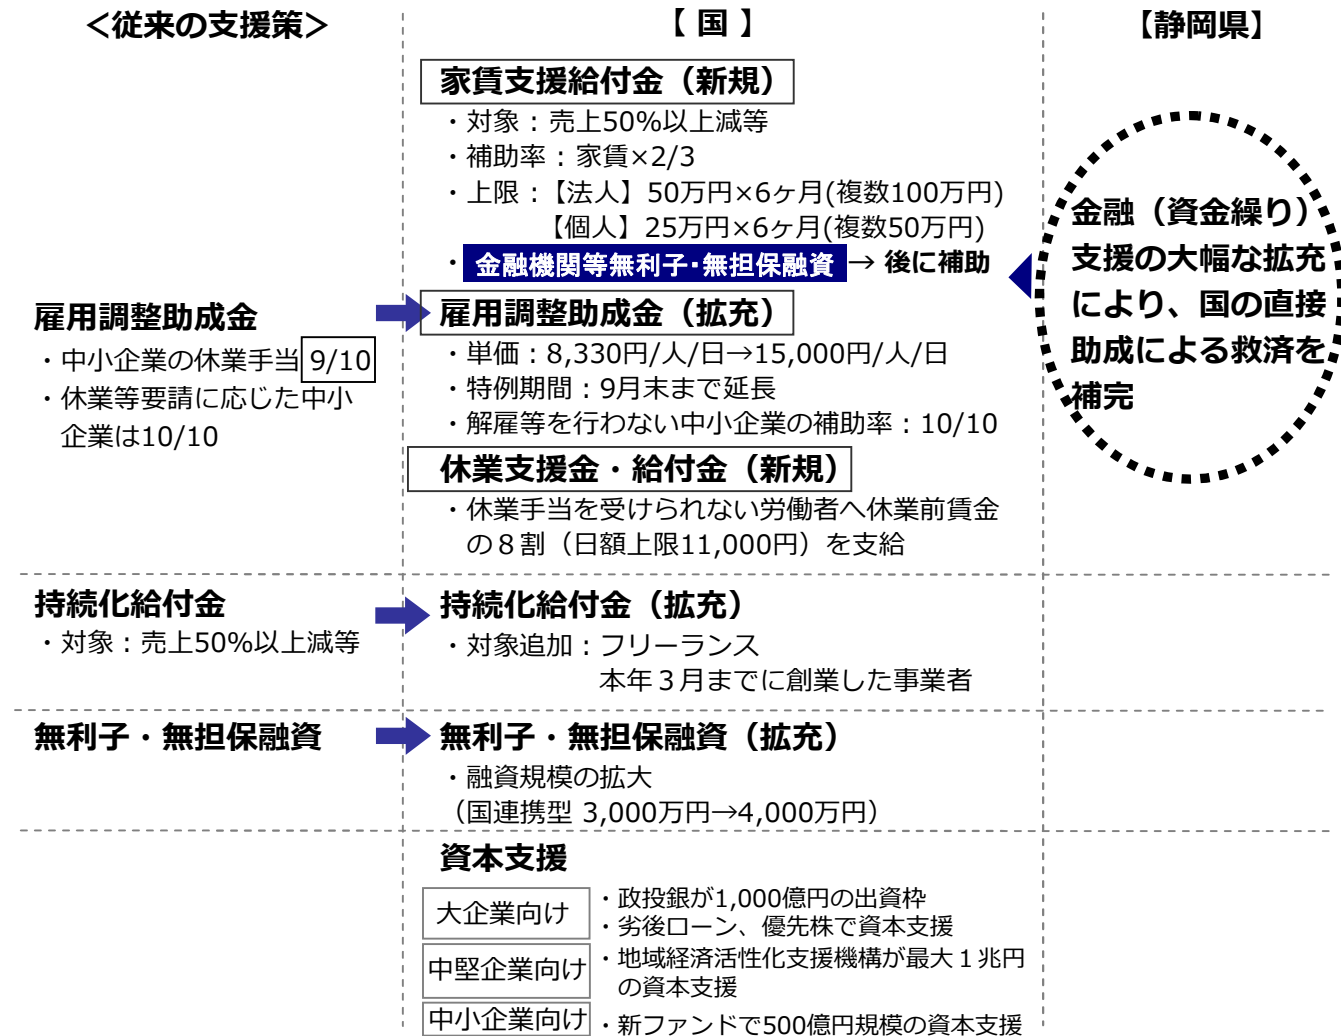 <従来の支援策>
【 国 】
【静岡県】
家賃支援給付金（新規）
・対象：売上50%以上減等
・補助率：家賃×2/3
・上限：【法人】50万円×6ヶ月(複数100万円)
【個人】25万円×6ヶ月(複数50万円)
・ 金融機関等無利子・無担保融資 → 後に補助
金融（資金繰り）
支援の大幅な拡充
により、国の直接
助成による救済を
補完
雇用調整助成金
・中小企業の休業手当 9/10
・休業等要請に応じた中小
企業は10/10
雇用調整助成金（拡充）
・単価：8,330円/人/日→15,000円/人/日
・特例期間：9月末まで延長
・解雇等を行わない中小企業の補助率：10/10
休業支援金・給付金（新規）
・休業手当を受けられない労働者へ休業前賃金
の８割（日額上限11,000円）を支給
持続化給付金
・対象：売上50%以上減等
持続化給付金（拡充）
・対象追加：フリーランス
本年３月までに創業した事業者
無利子・無担保融資
無利子・無担保融資（拡充）
・融資規模の拡大
（国連携型 3,000万円→4,000万円）
資本支援
大企業向け
・政投銀が1,000億円の出資枠
・劣後ローン、優先株で資本支援
中堅企業向け
・地域経済活性化支援機構が最大１兆円
の資本支援
中小企業向け
・新ファンドで500億円規模の資本支援